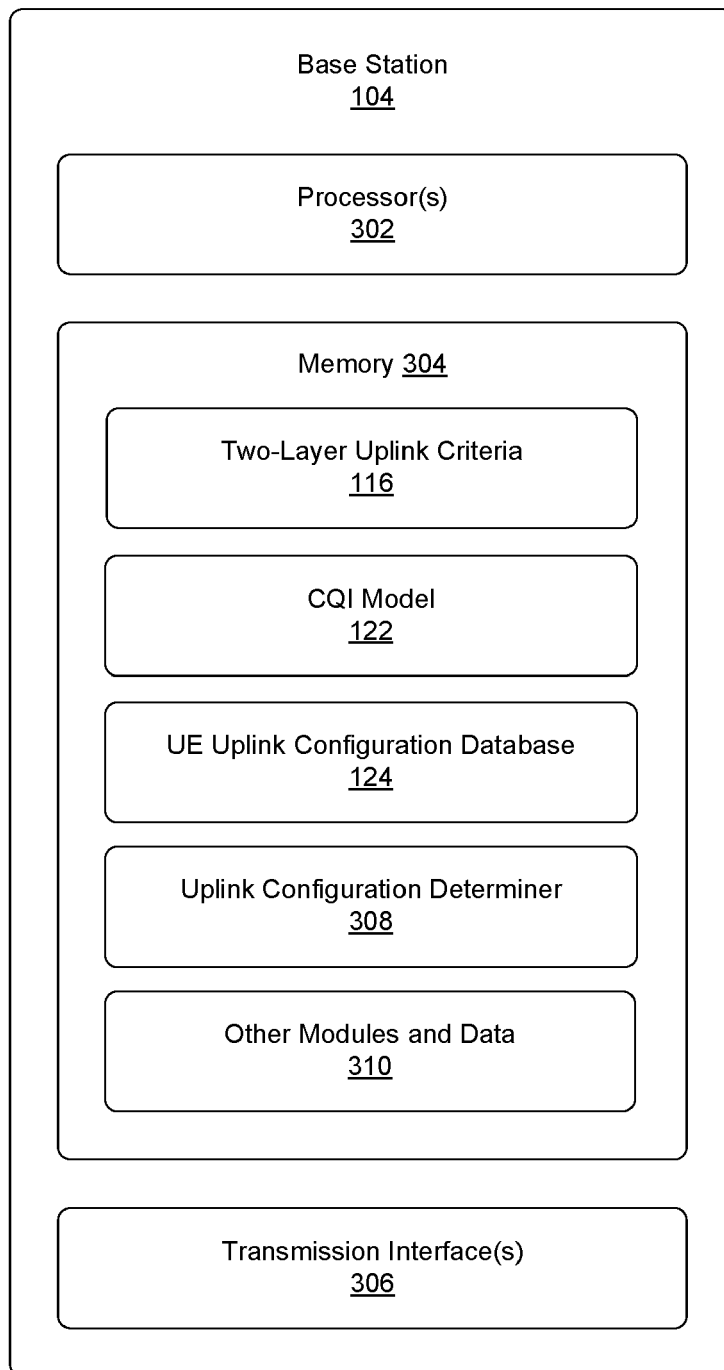 Base Station
104
Processor(s)
302
Memory 304
Two-Layer Uplink Criteria
116
CQI Model
122
UE Uplink Configuration Database
124
Uplink Configuration Determiner
308
Other Modules and Data
310
Transmission Interface(s)
306